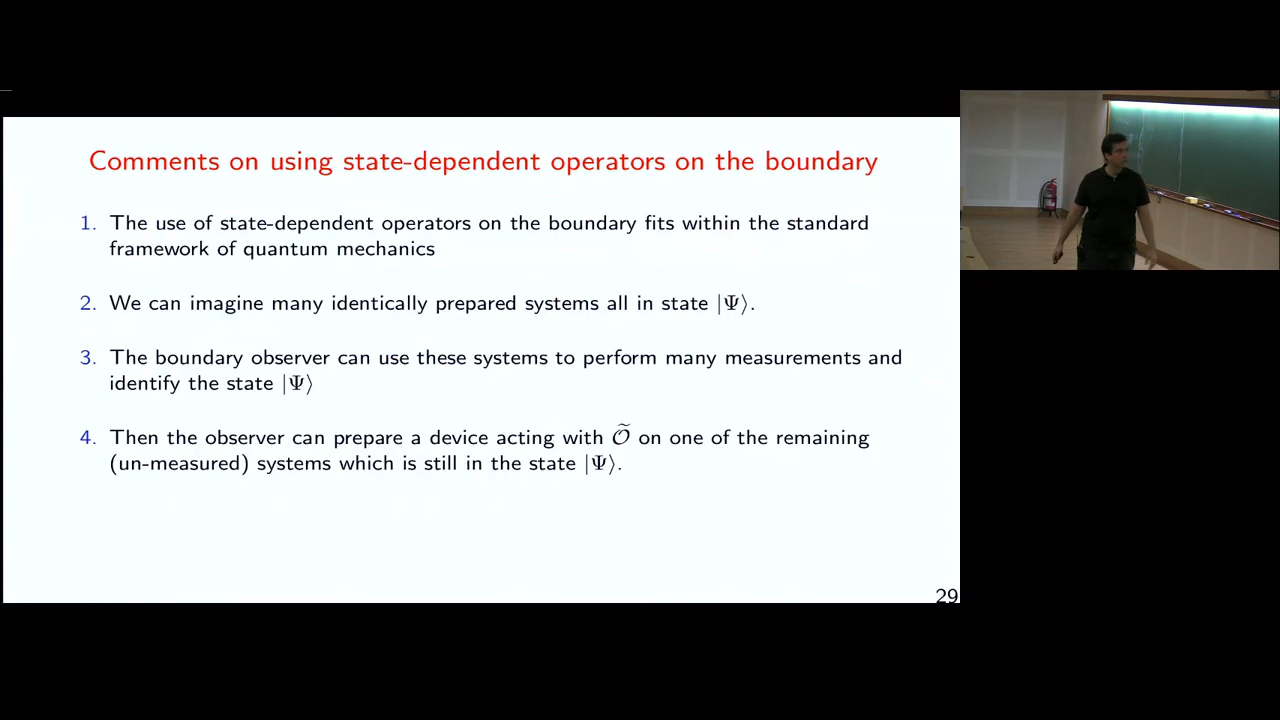 Comments on using state-dependent operators on the boundary
1. The use of state-dependent operators on the boundary fits within the standard
framework of quantum mechanics
2. We can imagine many identically prepared systems all in state |Ψ⟩.
3. The boundary observer can use these systems to perform many measurements and
identify the state |Ψ⟩
4. Then the observer can prepare a device acting with 𝒪̃ on one of the remaining
(un-measured) systems which is still in the state |Ψ⟩.
29